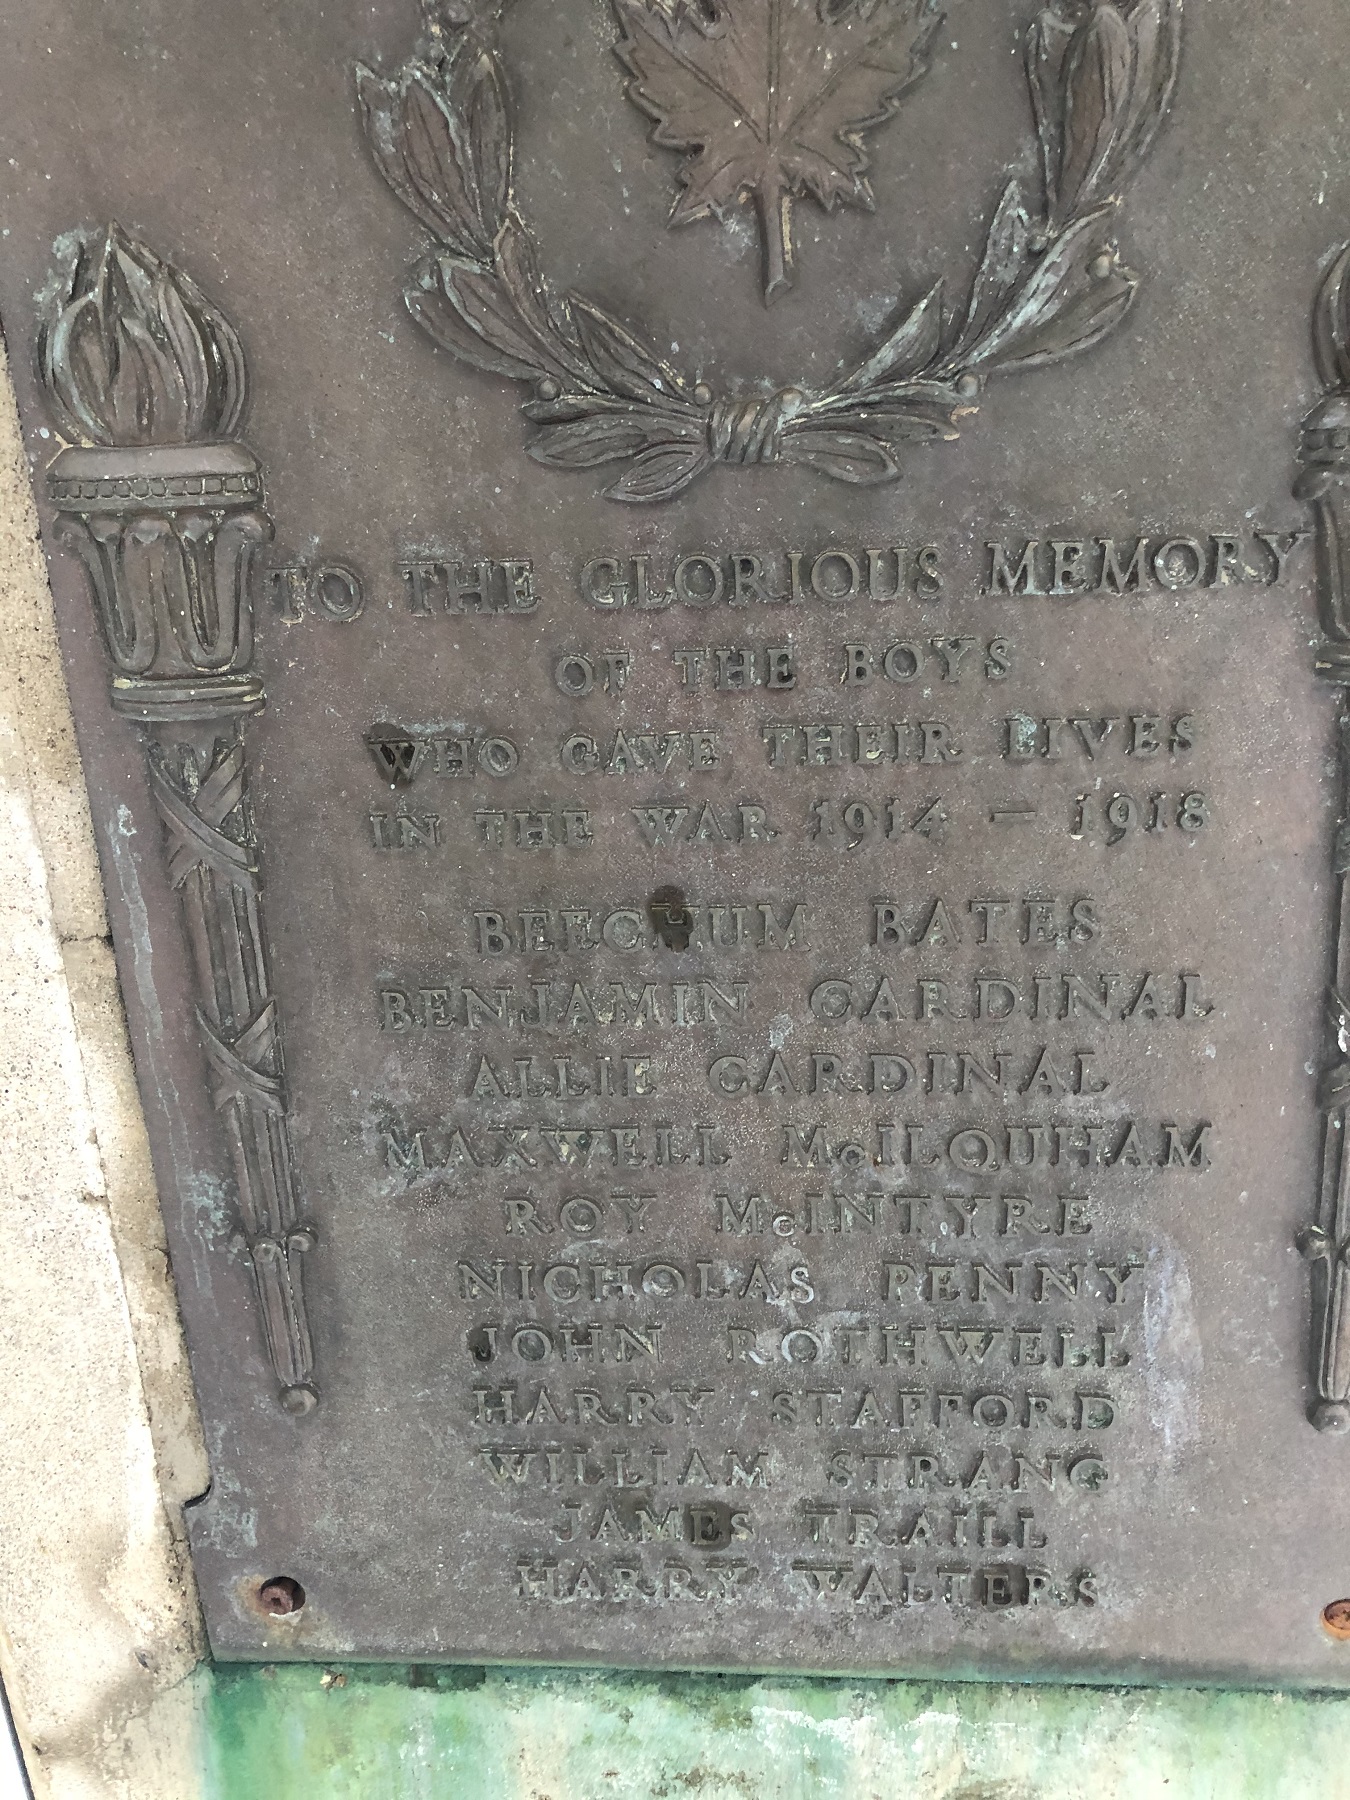 TO THE GLORIOUS MEMORY
OF THE BOYS
WHO GAVE THEIR LIVES
IN THE WAR 1914 – 1918
BEECHUM BATES
BENJAMIN CARDINAL
ALLIE CARDINAL
MAXWELL McILQUHAM
ROY McINTYRE
NICHOLAS PENNY
JOHN ROTHWELL
HARRY STAFFORD
WILLIAM STRANG
JAMES TRAILL
HARRY WALTERS